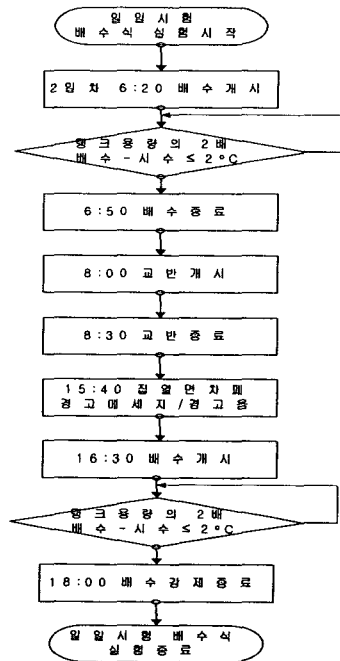 일일시험
배수식 실험시작
2일차 6:20 배수개시
탱크용량의 2배
배수-시수≤2°C
6:50 배수종료
8:00 교반개시
8:30 교반종료
15:40 집열면차폐
경고메세지/경고음
16:30 배수개시
탱크용량의 2배
배수-시수≤2°C
18:00 배수강제종료
일일시험 배수식
실험종료